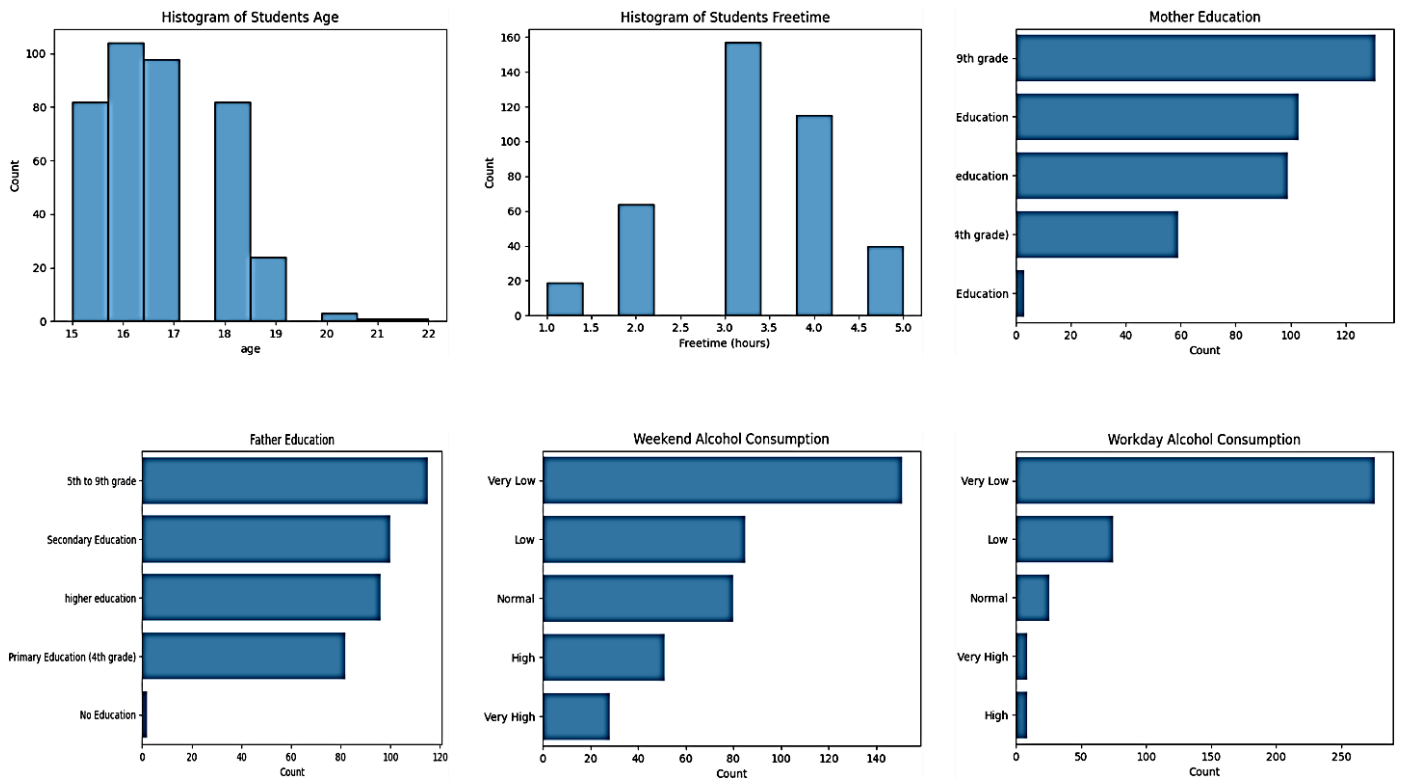 Histogram of Students Age
Count
100
80
60
40
20
0
15 16 17 18 19 20 21 22
age
Histogram of Students Freetime
Count
160
140
120
100
80
60
40
20
0
1.0 1.5 2.0 2.5 3.0 3.5 4.0 4.5 5.0
Freetime (hours)
Mother Education
9th grade
Education
education
4th grade)
Education
0 20 40 60 80 100 120
Count
Father Education
5th to 9th grade
Secondary Education
higher education
Primary Education (4th grade)
No Education
0 20 40 60 80 100 120
Count
Weekend Alcohol Consumption
Very Low
Low
Normal
High
Very High
0 20 40 60 80 100 120 140
Count
Workday Alcohol Consumption
Very Low
Low
Normal
Very High
High
0 50 100 150 200 250
Count